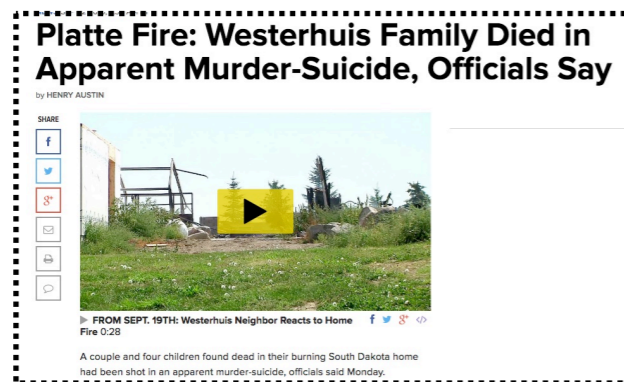 Platte Fire: Westerhuis Family Died in
Apparent Murder-Suicide, Officials Say
by HENRY AUSTIN
SHARE
f
g+
FROM SEPT. 19TH: Westerhuis Neighbor Reacts to Home
Fire 0:28
f g+ </>
A couple and four children found dead in their burning South Dakota home
had been shot in an apparent murder-suicide, officials said Monday.